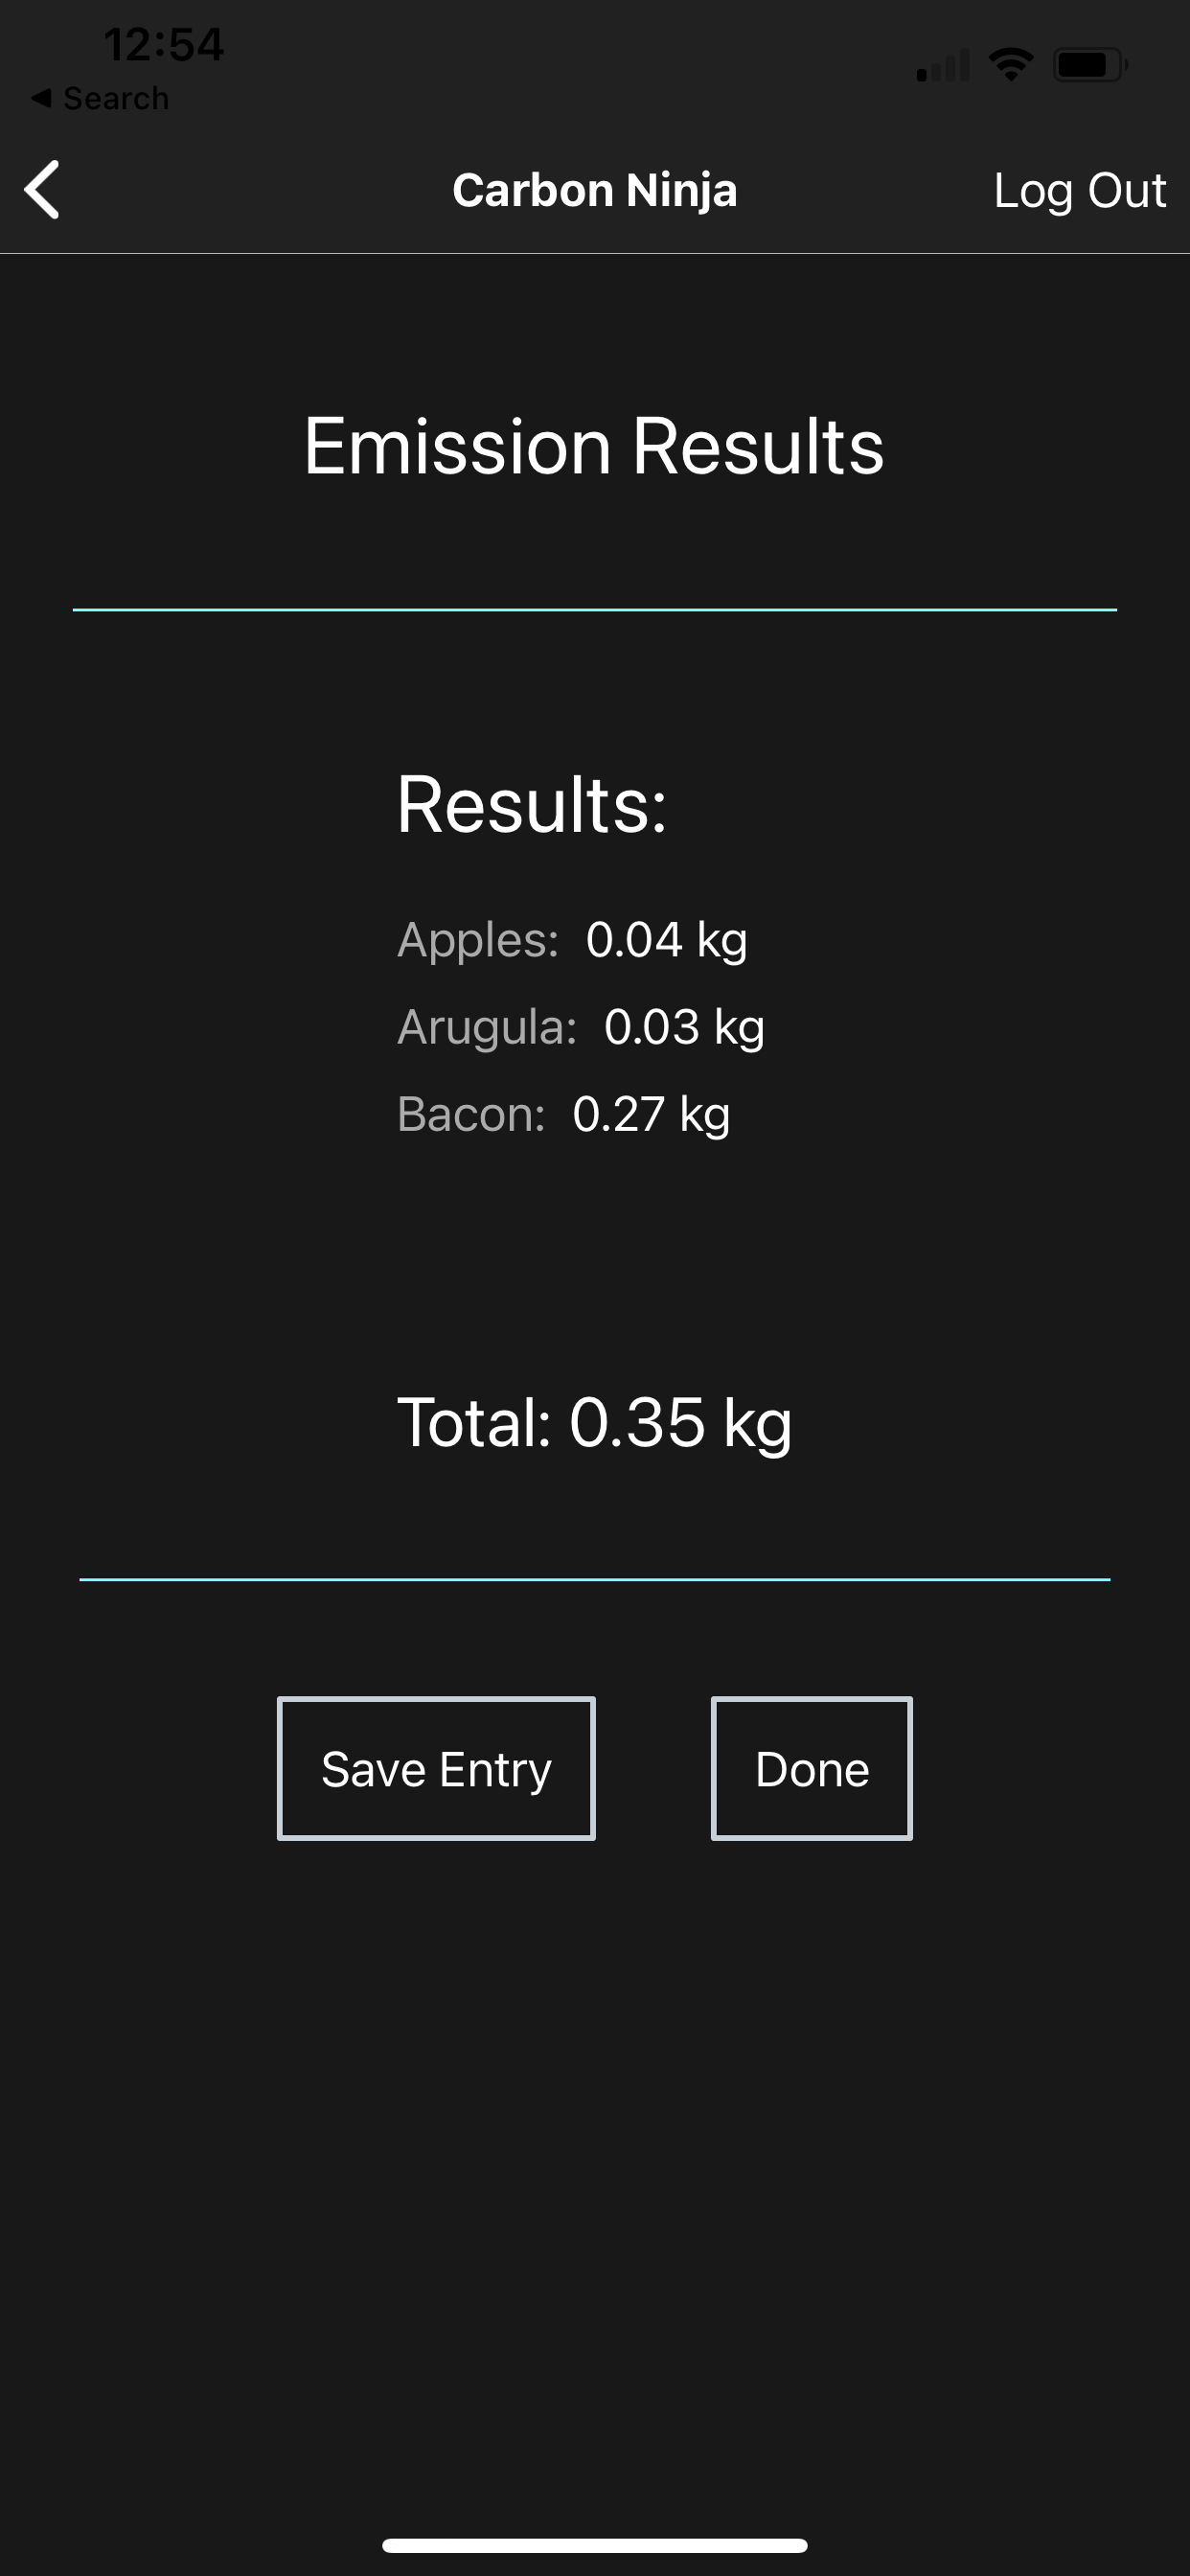 12:54
Search
Carbon Ninja Log Out
Emission Results
Results:
Apples: 0.04 kg
Arugula: 0.03 kg
Bacon: 0.27 kg
Total: 0.35 kg
Save Entry Done